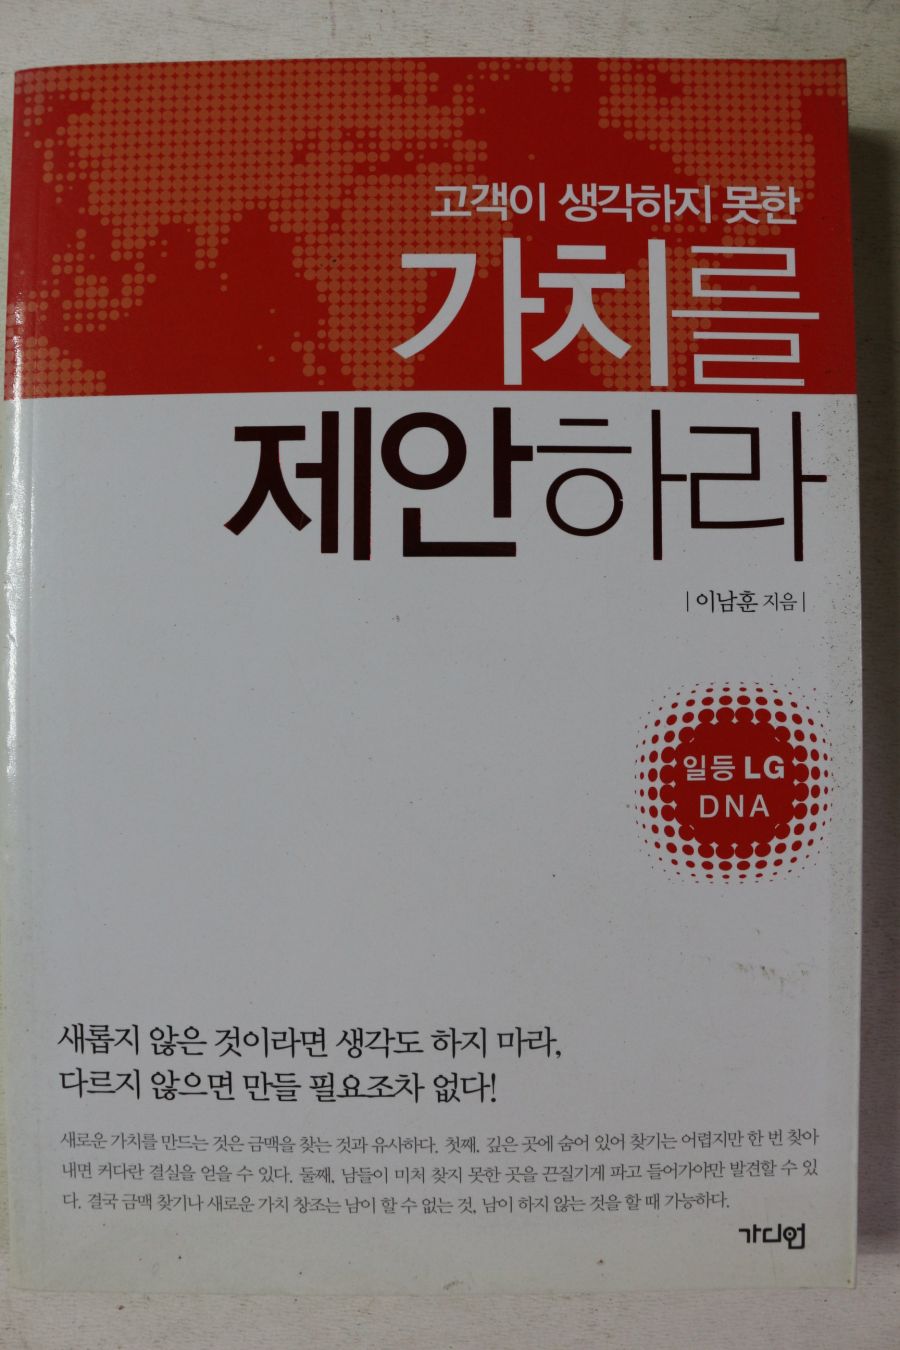 고객이 생각하지 못한
가치를
제안하라
| 이남훈 지음 |
일등 LG
DNA
새롭지 않은 것이라면 생각도 하지 마라,
다르지 않으면 만들 필요조차 없다!
새로운 가치를 만드는 것은 금맥을 찾는 것과 유사하다. 첫째, 깊은 곳에 숨어 있어 찾기는 어렵지만 한 번 찾아
내면 커다란 결실을 얻을 수 있다. 둘째, 남들이 미처 찾지 못한 곳을 끈질기게 파고 들어가야만 발견할 수 있
다. 결국 금맥 찾기나 새로운 가치 창조는 남이 할 수 없는 것, 남이 하지 않는 것을 할 때 가능하다.
가디언